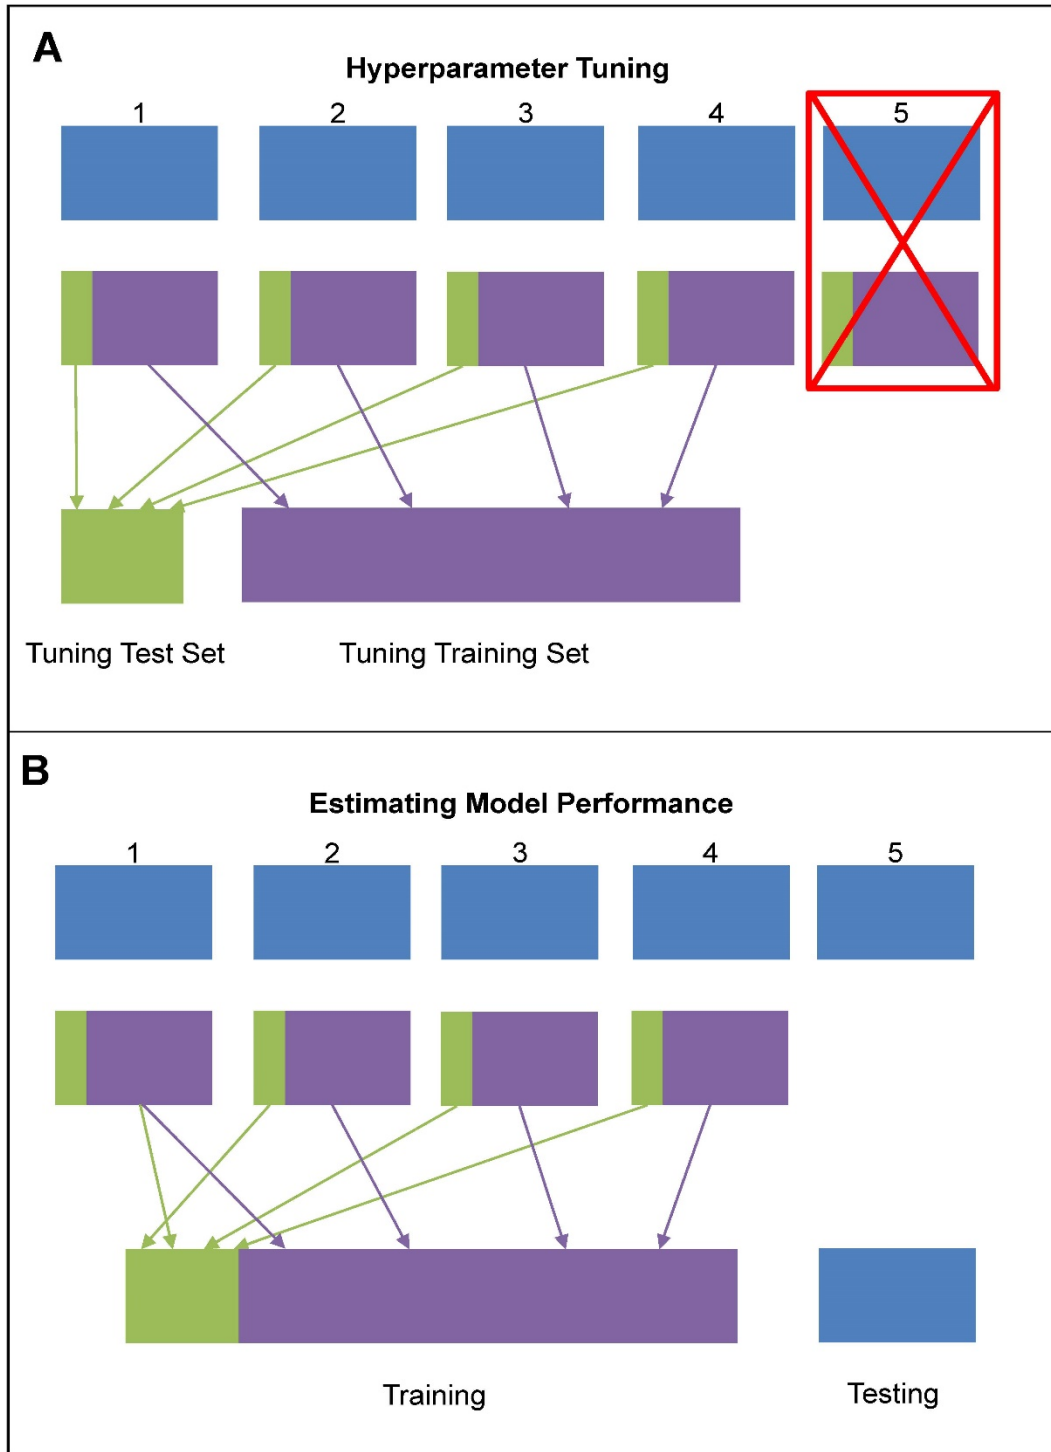 A
Hyperparameter Tuning
1 2 3 4 5
Tuning Test Set Tuning Training Set
B
Estimating Model Performance
1 2 3 4 5
Training Testing